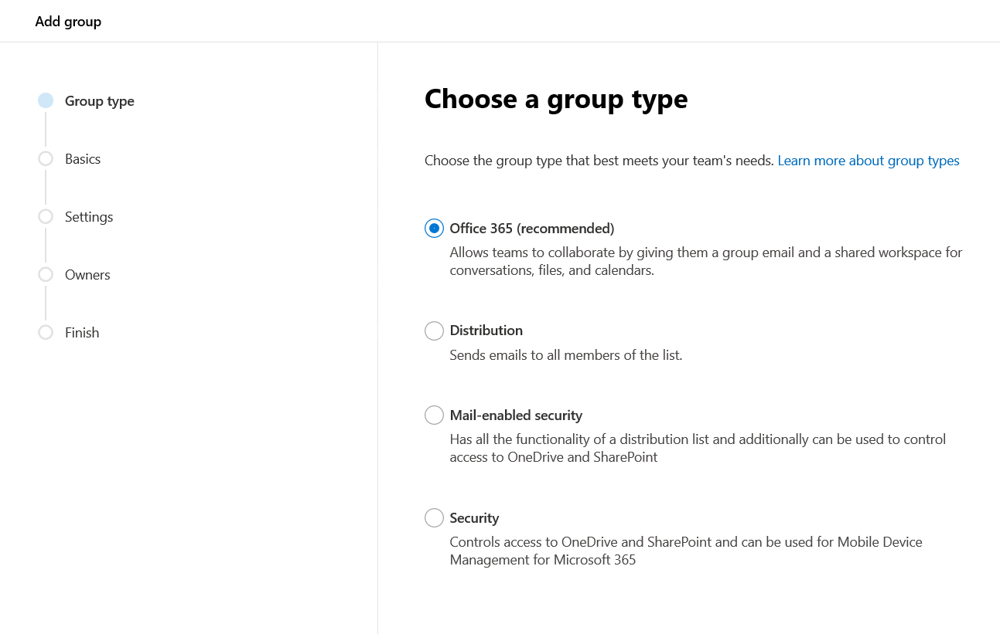 Add group
Group type
Basics
Settings
Owners
Finish
Choose a group type
Choose the group type that best meets your team's needs. Learn more about group types
Office 365 (recommended)
Allows teams to collaborate by giving them a group email and a shared workspace for
conversations, files, and calendars.
Distribution
Sends emails to all members of the list.
Mail-enabled security
Has all the functionality of a distribution list and additionally can be used to control
access to OneDrive and SharePoint
Security
Controls access to OneDrive and SharePoint and can be used for Mobile Device
Management for Microsoft 365